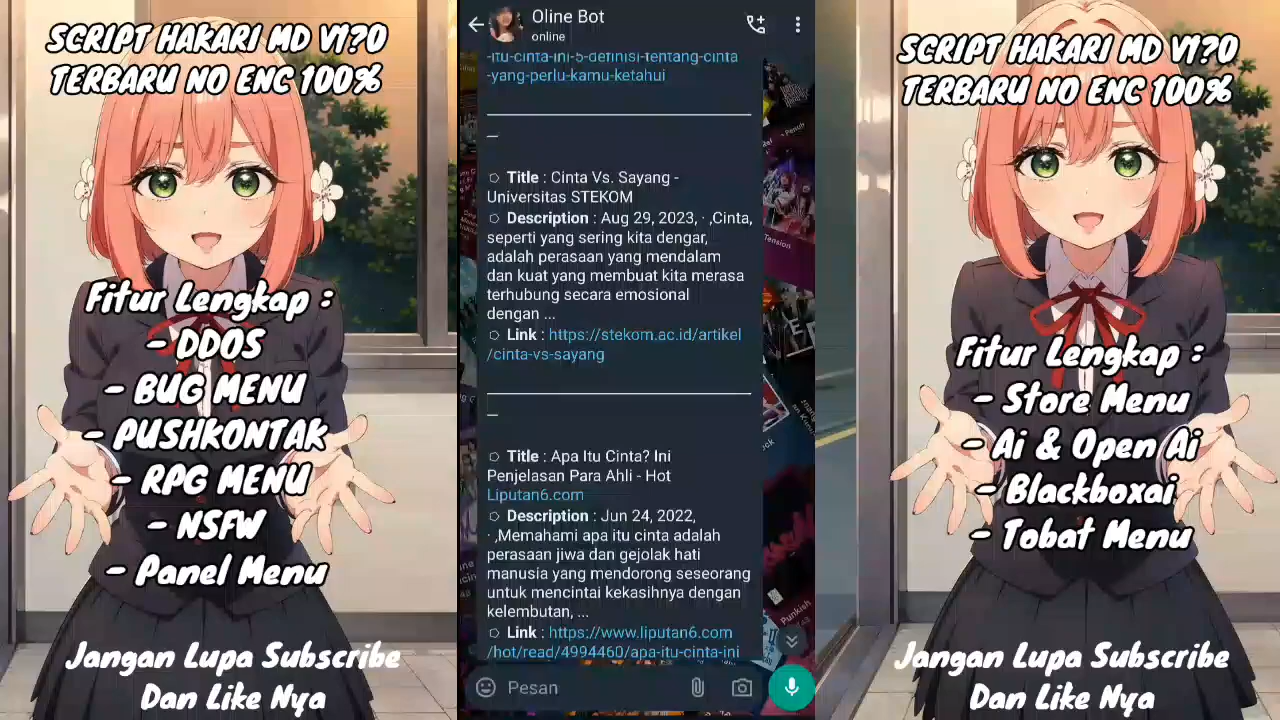 SCRIPT HAKARI MD V1?0
TERBARU NO ENC 100%
Fitur Lengkap :
- DDOS
- BUG MENU
- PUSHKONTAK
- RPG MENU
- NSFW
- Panel Menu
Jangan Lupa Subscribe
Dan Like Nya
Oline Bot
online
-itu-cinta-ini-5-definisi-tentang-cinta
-yang-perlu-kamu-ketahui
Title : Cinta Vs. Sayang -
Universitas STEKOM
Description : Aug 29, 2023, · ,Cinta,
seperti yang sering kita dengar,
adalah perasaan yang mendalam
dan kuat yang membuat kita merasa
terhubung secara emosional
dengan ...
Link : https://stekom.ac.id/artikel
/cinta-vs-sayang
Title : Apa Itu Cinta? Ini
Penjelasan Para Ahli - Hot
Liputan6.com
Description : Jun 24, 2022,
· ,Memahami apa itu cinta adalah
perasaan jiwa dan gejolak hati
manusia yang mendorong seseorang
untuk mencintai kekasihnya dengan
kelembutan, ...
Link : https://www.liputan6.com
/hot/read/4994460/apa-itu-cinta-ini
Pesan
Tension
Punkish
SCRIPT HAKARI MD V1?0
TERBARU NO ENC 100%
Fitur Lengkap :
- Store Menu
- Ai & Open Ai
- Blackboxai
- Tobat Menu
Jangan Lupa Subscribe
Dan Like Nya